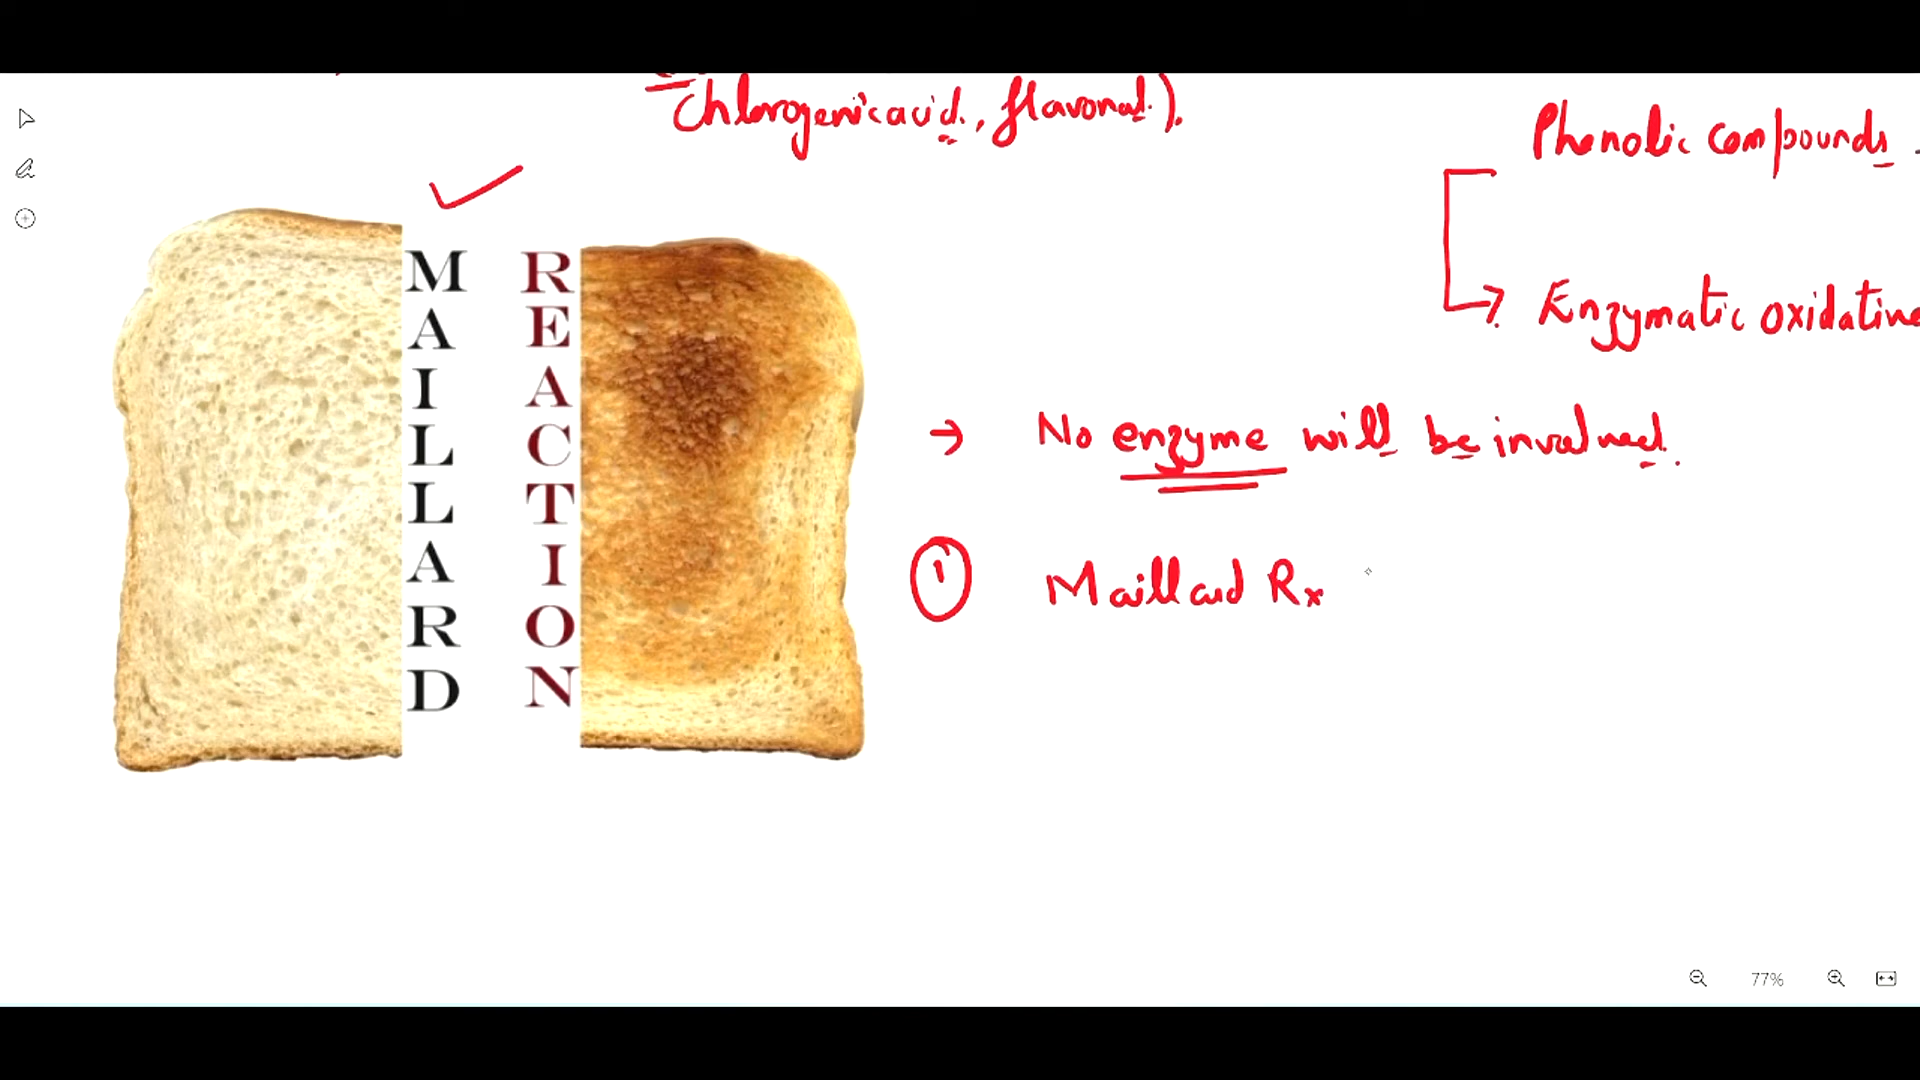 Chlorogenic acid, flavonol).
Phenolic compounds
MAILLARD
REACTION
Enzymatic oxidative
→ No enzyme will be involved.
① Maillard Rx
77%